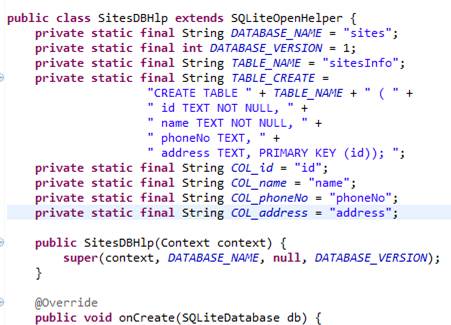 public class SitesDBHlp extends SQLiteOpenHelper {
    private static final String DATABASE_NAME = "sites";
    private static final int DATABASE_VERSION = 1;
    private static final String TABLE_NAME = "sitesInfo";
    private static final String TABLE_CREATE =
            "CREATE TABLE " + TABLE_NAME + " ( " +
            " id TEXT NOT NULL, " +
            " name TEXT NOT NULL, " +
            " phoneNo TEXT, " +
            " address TEXT, PRIMARY KEY (id)); ";
    private static final String COL_id = "id";
    private static final String COL_name = "name";
    private static final String COL_phoneNo = "phoneNo";
    private static final String COL_address = "address";
    public SitesDBHlp(Context context) {
        super(context, DATABASE_NAME, null, DATABASE_VERSION);
    }
    @Override
    public void onCreate(SQLiteDatabase db) {